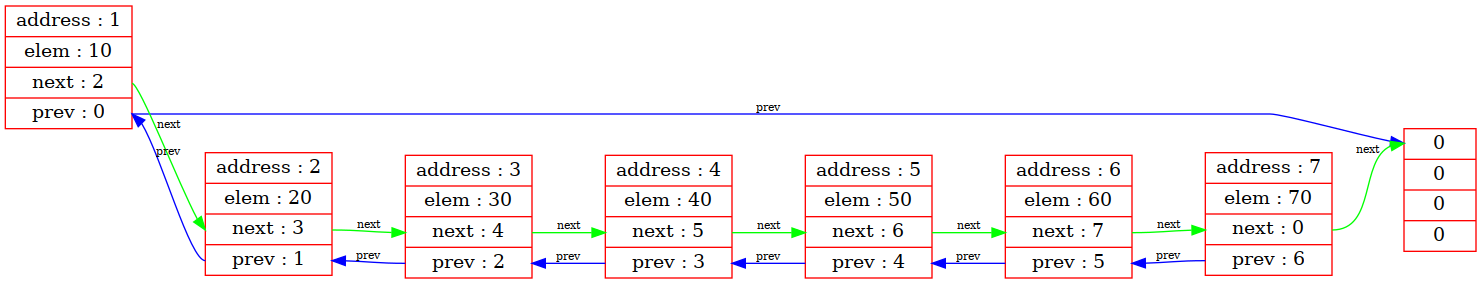 address : 1
elem : 10
next : 2
prev : 0
prev
next
prev
address : 2
elem : 20
next : 3
prev : 1
next
prev
address : 3
elem : 30
next : 4
prev : 2
next
prev
address : 4
elem : 40
next : 5
prev : 3
next
prev
address : 5
elem : 50
next : 6
prev : 4
next
prev
address : 6
elem : 60
next : 7
prev : 5
next
prev
address : 7
elem : 70
next : 0
prev : 6
next
0
0
0
0